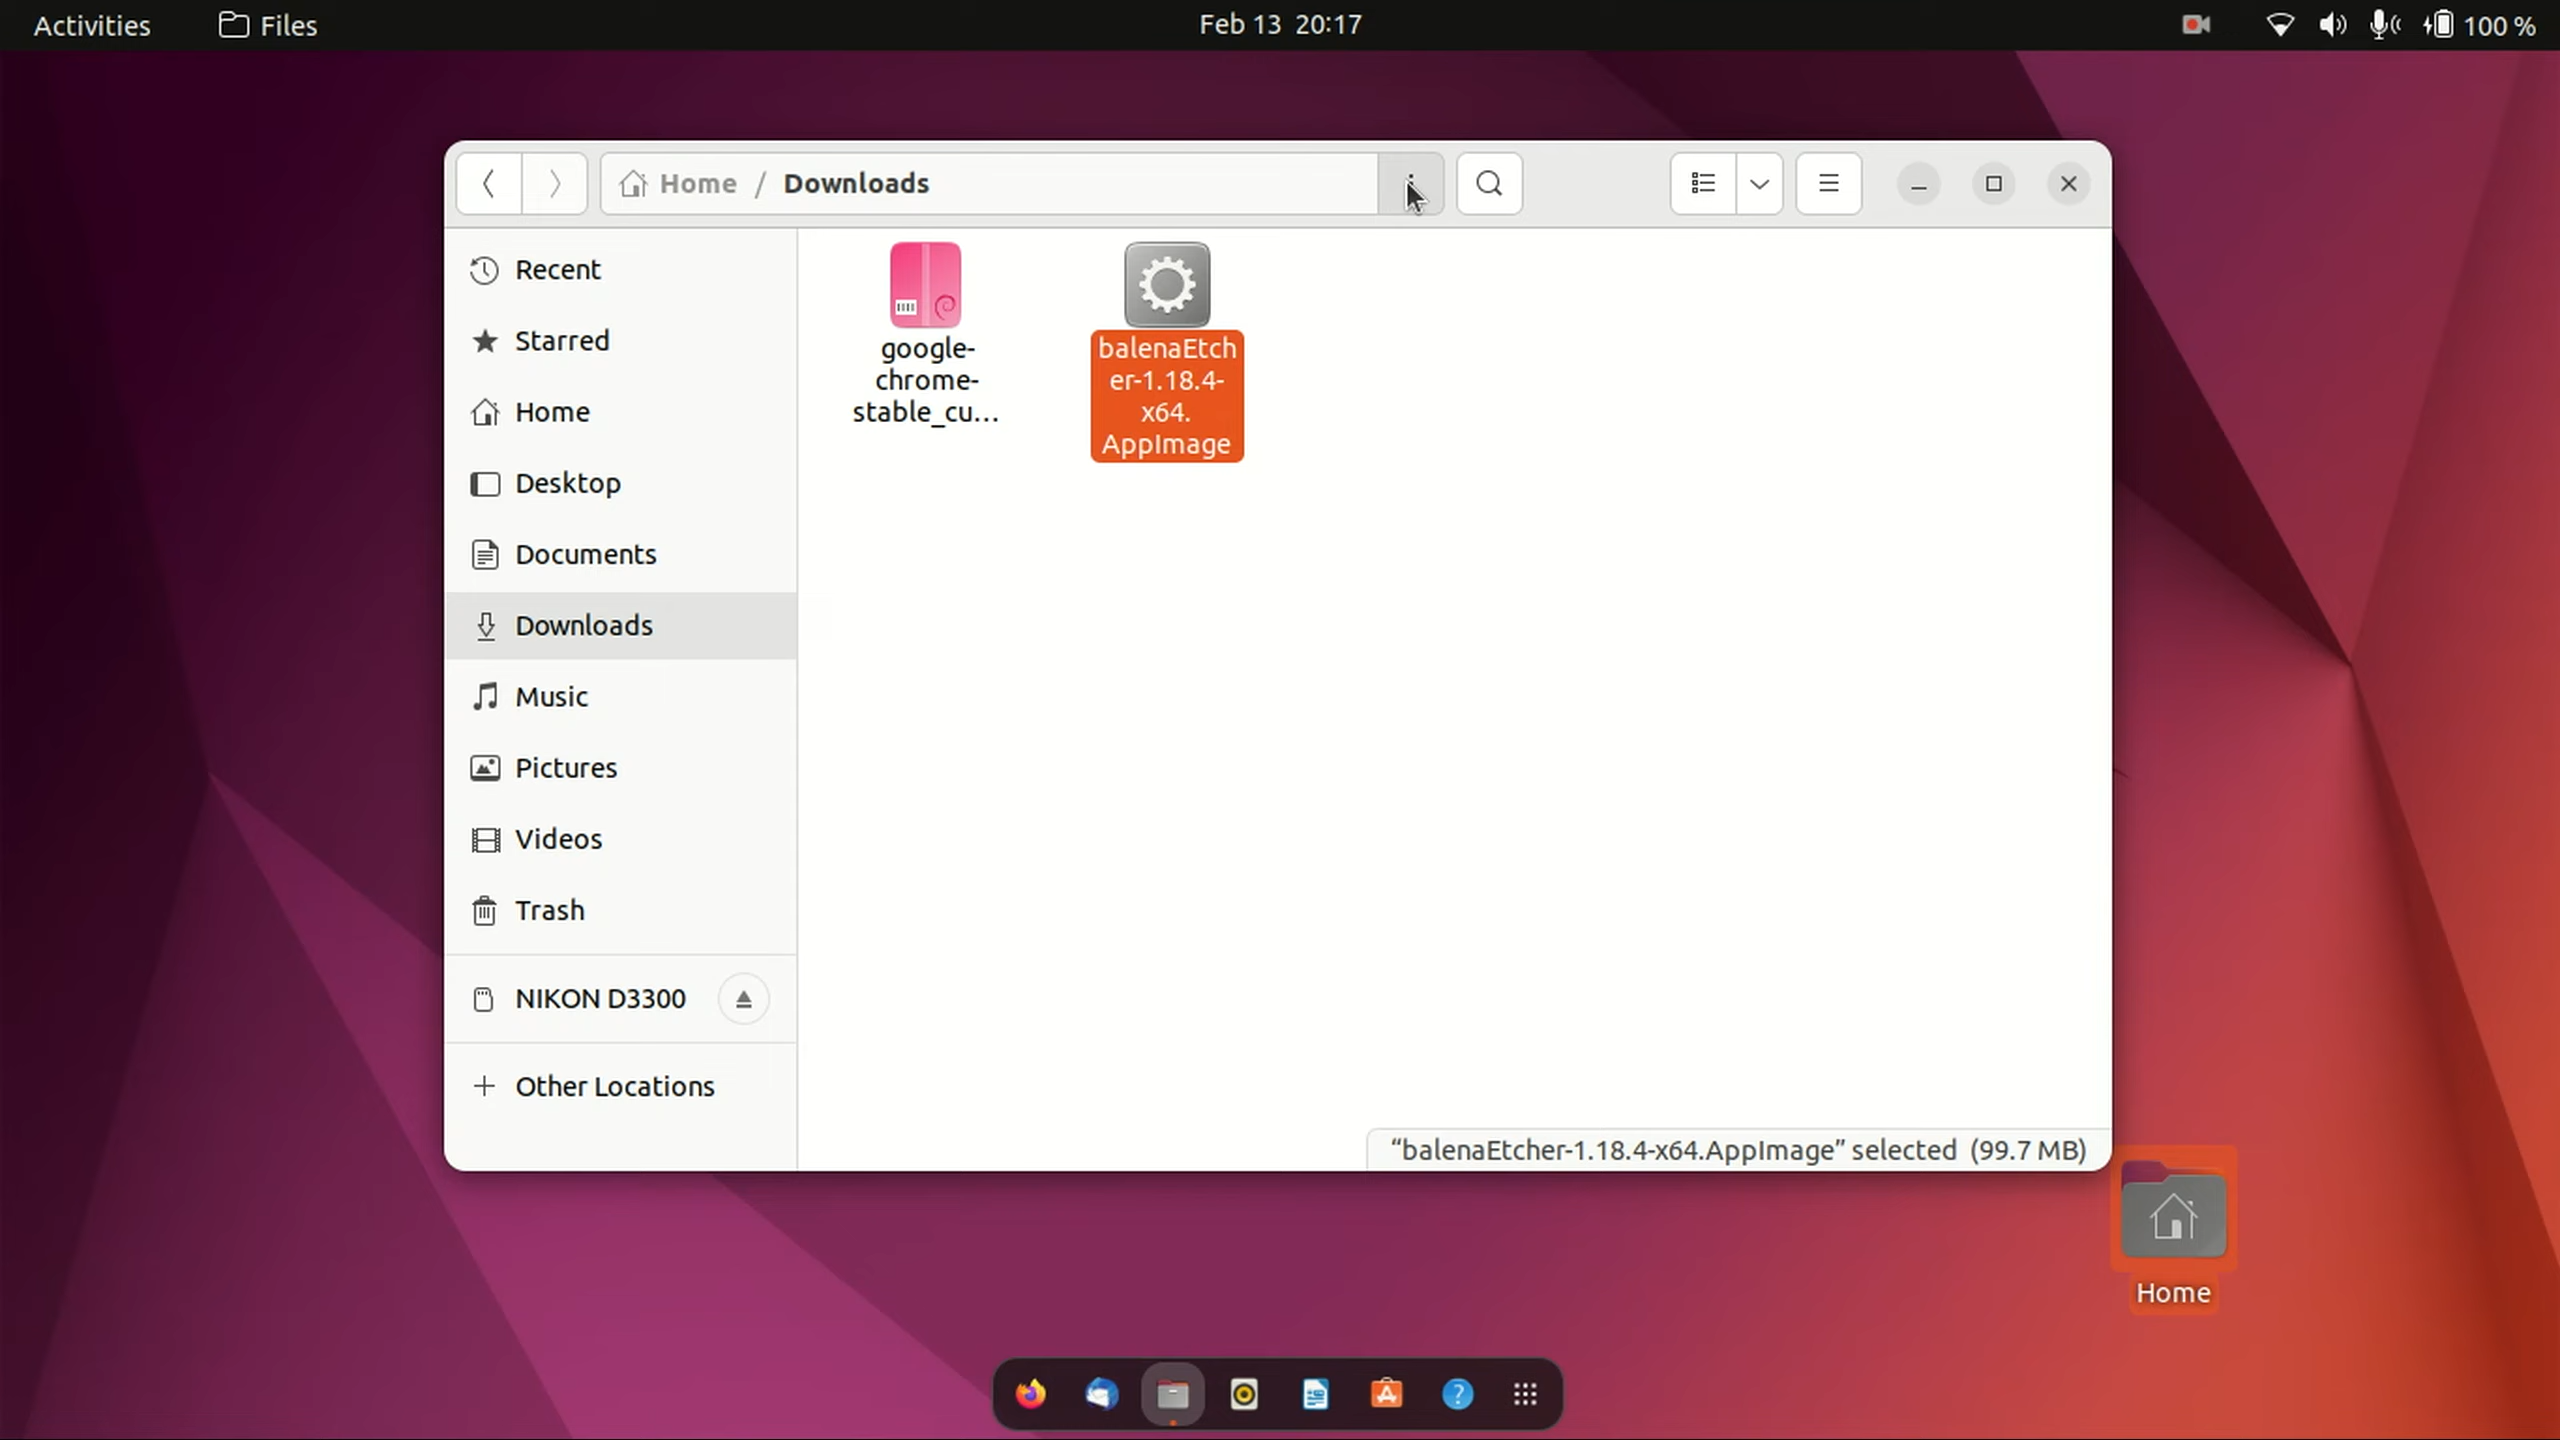 Activities
Files
Feb 13 20:17
100 %
Home / Downloads
Recent
Starred
Home
Desktop
Documents
Downloads
Music
Pictures
Videos
Trash
NIKON D3300
Other Locations
google-
chrome-
stable_cu...
balenaEtch
er-1.18.4-
x64.
AppImage
“balenaEtcher-1.18.4-x64.AppImage” selected (99.7 MB)
Home